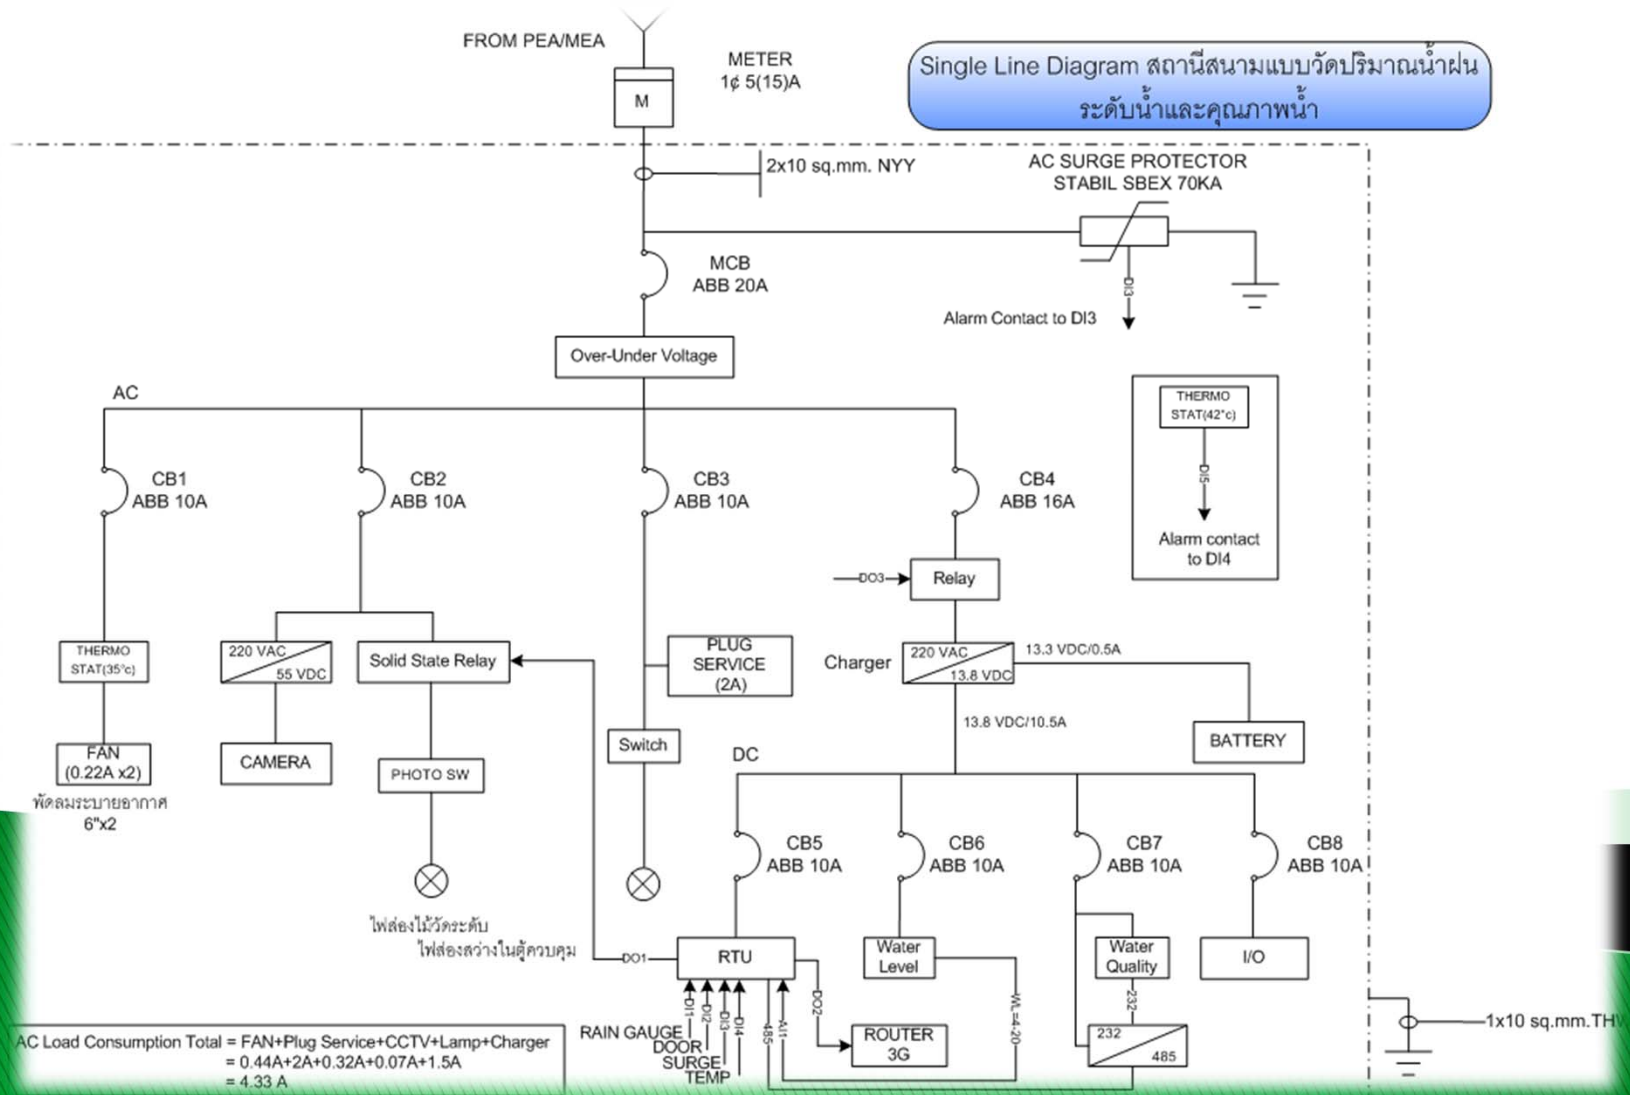 FROM PEA/MEA
METER
1¢ 5(15)A
M
Single Line Diagram สถานีสนามแบบวัดปริมาณน้ำฝน
ระดับน้ำและคุณภาพน้ำ
2x10 sq.mm. NYY
AC SURGE PROTECTOR
STABIL SBEX 70KA
MCB
ABB 20A
DI3
Alarm Contact to DI3
Over-Under Voltage
AC
THERMO
STAT(42°c)
DI5
Alarm contact
to DI4
CB1
ABB 10A
CB2
ABB 10A
CB3
ABB 10A
CB4
ABB 16A
DO3
Relay
THERMO
STAT(35°c)
220 VAC
55 VDC
Solid State Relay
PLUG
SERVICE
(2A)
Charger
220 VAC
13.8 VDC
13.3 VDC/0.5A
13.8 VDC/10.5A
BATTERY
FAN
(0.22A x2)
CAMERA
PHOTO SW
Switch
DC
พัดลมระบายอากาศ
6"x2
CB5
ABB 10A
CB6
ABB 10A
CB7
ABB 10A
CB8
ABB 10A
ไฟส่องไม้วัดระดับ
ไฟส่องสว่างในตู้ควบคุม
DO1
RTU
Water
Level
Water
Quality
I/O
DI1
DI2
DI3
DI4
485
AI1
DO2
WL=4-20
232
RAIN GAUGE
DOOR
SURGE
TEMP
ROUTER
3G
232
485
1x10 sq.mm.THW
AC Load Consumption Total = FAN+Plug Service+CCTV+Lamp+Charger
= 0.44A+2A+0.32A+0.07A+1.5A
= 4.33 A